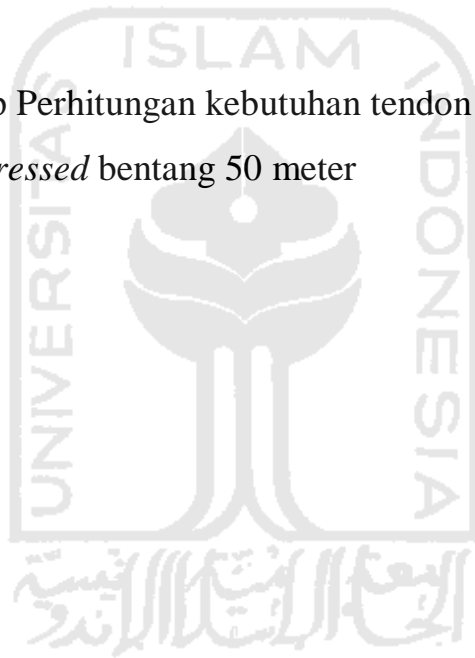 ISLAM
UNIVERSITAS
INDONESIA
Perhitungan kebutuhan tendon
ressed bentang 50 meter